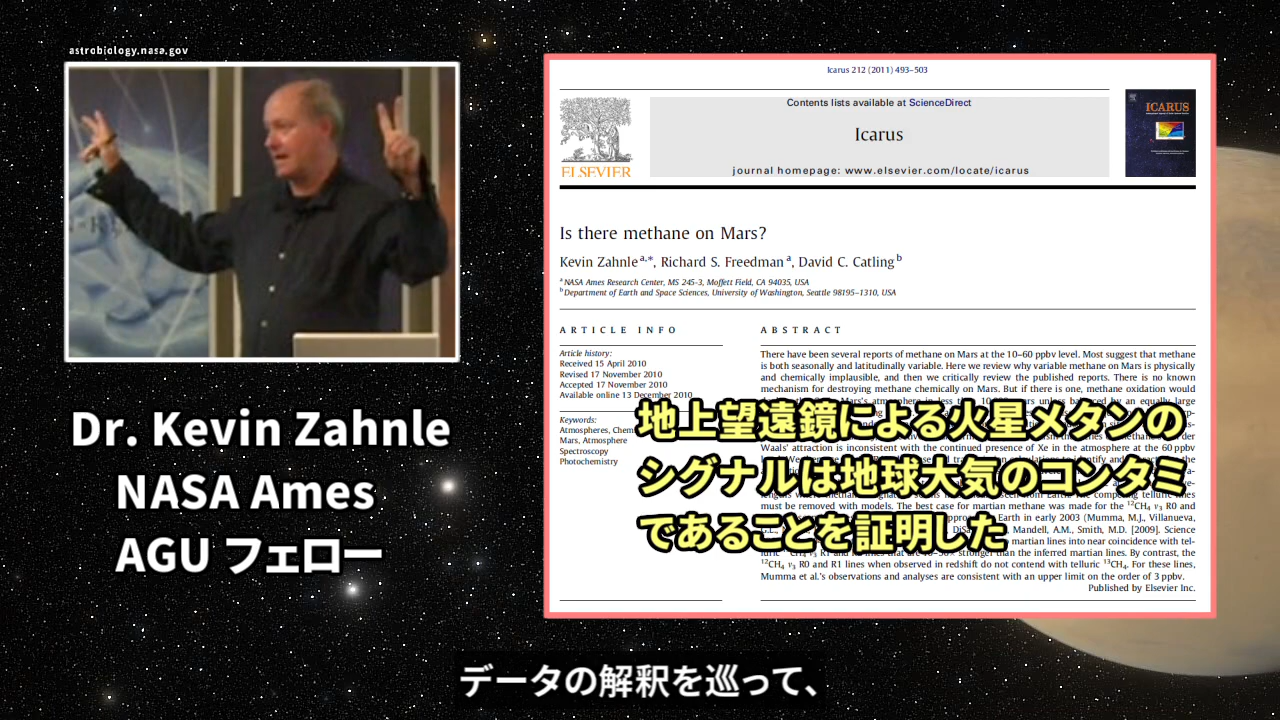 astrobiology.nasa.gov
Dr. Kevin Zahnle
NASA Ames
AGU フェロー
Icarus 212 (2011) 493–503
Contents lists available at ScienceDirect
Icarus
journal homepage: www.elsevier.com/locate/icarus
ELSEVIER
ICARUS
Is there methane on Mars?
Kevin Zahnle a,*, Richard S. Freedman a, David C. Catling b
a NASA Ames Research Center, MS 245-3, Moffett Field, CA 94035, USA
b Department of Earth and Space Sciences, University of Washington, Seattle 98195–1310, USA
ARTICLE INFO
Article history:
Received 15 April 2010
Revised 17 November 2010
Accepted 17 November 2010
Available online 13 December 2010
Keywords:
Atmospheres,
Mars, Atmosphere
Spectroscopy
Photochemistry
ABSTRACT
There have been several reports of methane on Mars at the 10–60 ppbv level. Most suggest that methane
is both seasonally and latitudinally variable. Here we review why variable methane on Mars is physically
and chemically implausible, and then we critically review the published reports. There is no known
mechanism for destroying methane chemically on Mars. But if there is one, methane oxidation would
地上望遠鏡による火星メタンの
シグナルは地球大気のコンタミ
であることを証明した
Waals' attraction is inconsistent with the continued presence of Xe in the atmosphere at the 60 ppbv
must be removed with models. The best case for martian methane was made for the ¹²CH₄ ν₃ R0 and
Earth in early 2003 (Mumma, M.J., Villanueva,
Mandell, A.M., Smith, M.D. [2009]. Science
martian lines into near coincidence with tel-
stronger than the inferred martian lines. By contrast, the
¹²CH₄ ν₃ R0 and R1 lines when observed in redshift do not contend with telluric ¹³CH₄. For these lines,
Mumma et al.'s observations and analyses are consistent with an upper limit on the order of 3 ppbv.
Published by Elsevier Inc.
データの解釈を巡って、